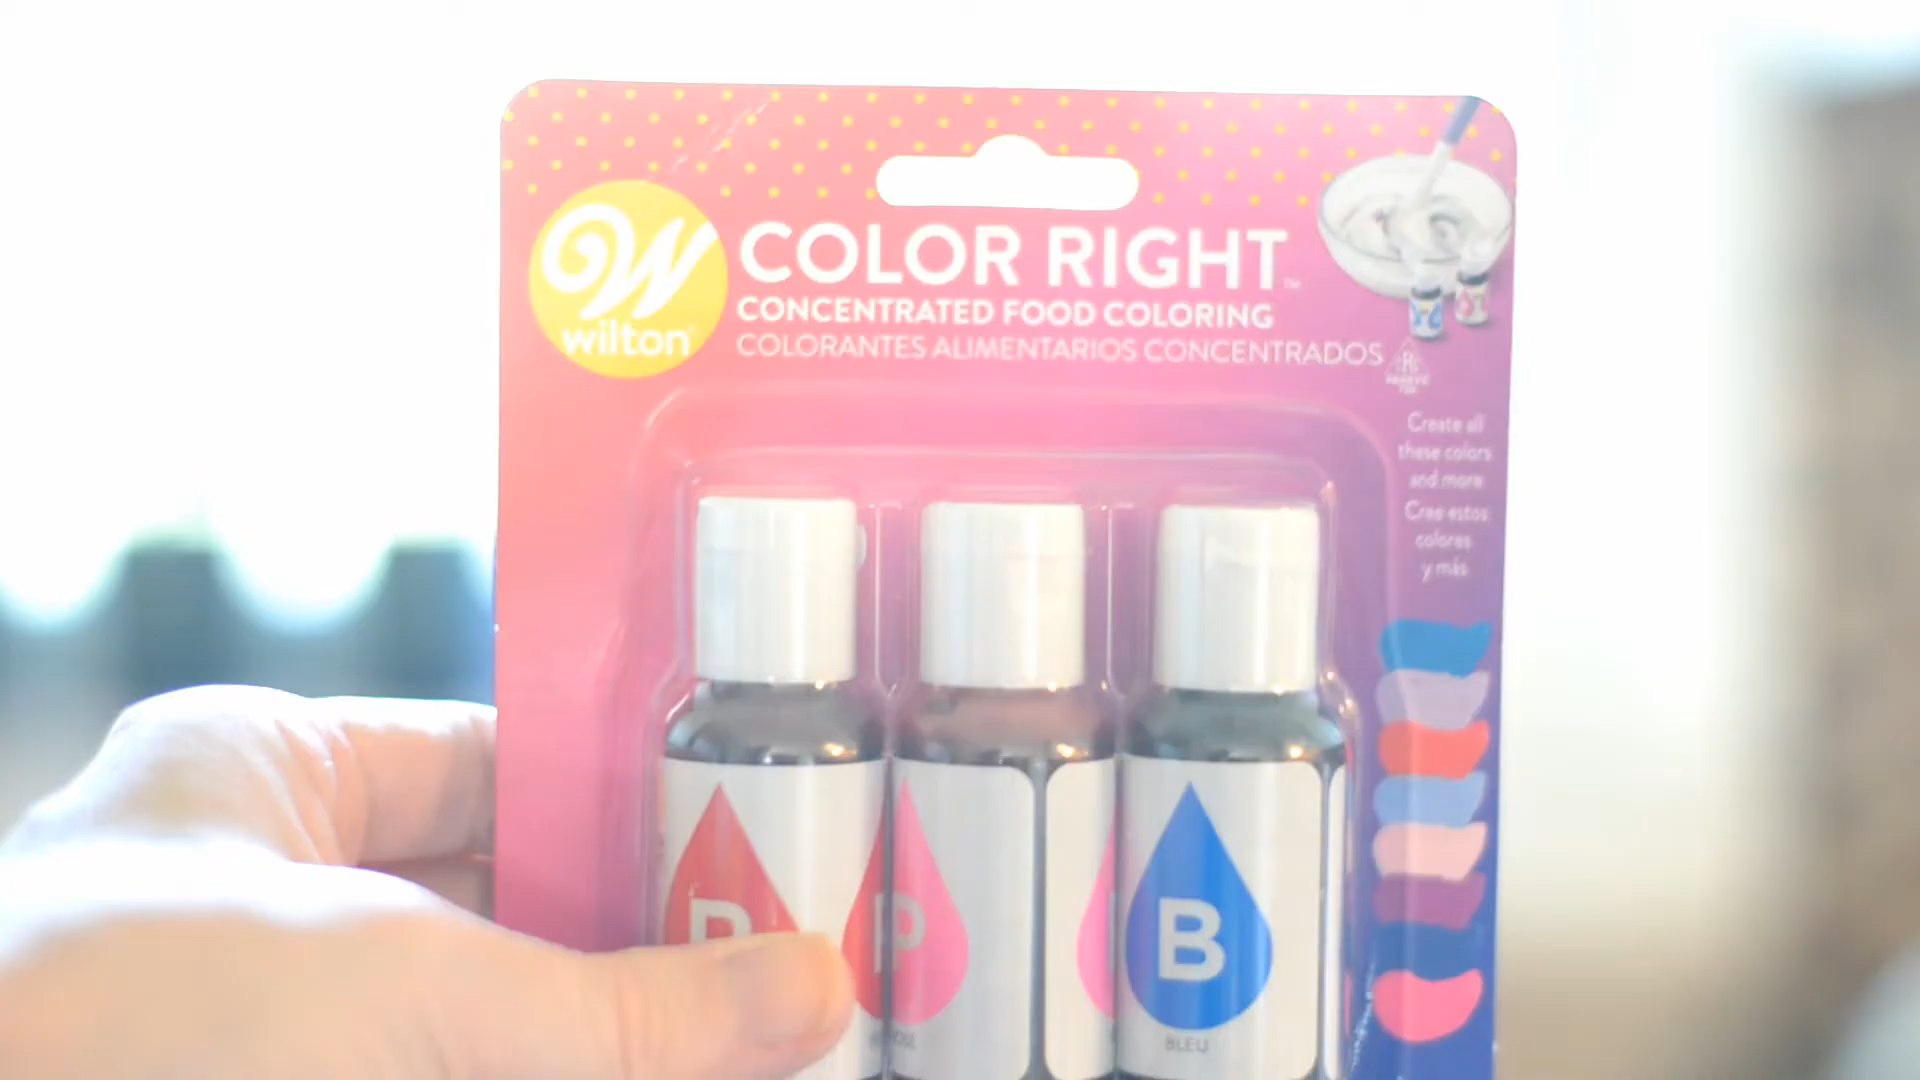 W
wilton®
COLOR RIGHT™
CONCENTRATED FOOD COLORING
COLORANTES ALIMENTARIOS CONCENTRADOS
Create all
these colors
and more
Cree estos
colores
y más
P
B
BLEU